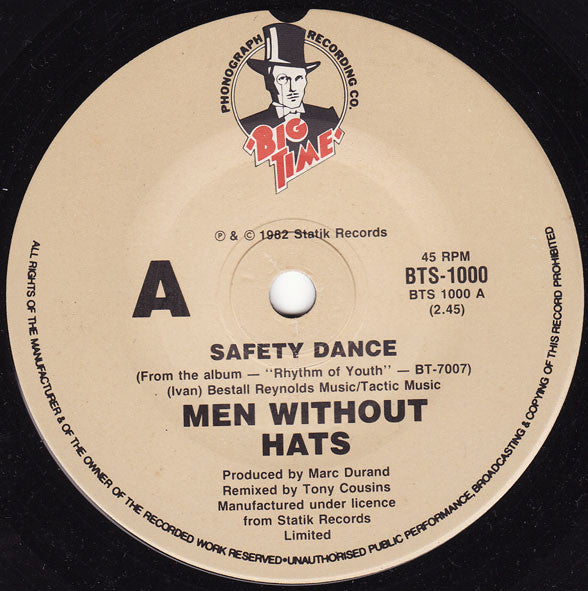 PHONOGRAPH RECORDING CO.
'BIG
TIME'
℗ & © 1982 Statik Records
A
45 RPM
BTS-1000
BTS 1000 A
(2.45)
SAFETY DANCE
(From the album — "Rhythm of Youth" — BT-7007)
(Ivan) Bestall Reynolds Music/Tactic Music
MEN WITHOUT
HATS
Produced by Marc Durand
Remixed by Tony Cousins
Manufactured under licence
from Statik Records
Limited
ALL RIGHTS OF THE MANUFACTURER & OF THE OWNER OF THE RECORDED WORK RESERVED•UNAUTHORISED PUBLIC PERFORMANCE, BROADCASTING & COPYING OF THIS RECORD PROHIBITED